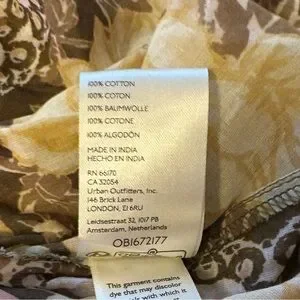 100% COTTON
100% COTON
100% BAUMWOLLE
100% COTONE
100% ALGODÓN
MADE IN INDIA
HECHO EN INDIA
RN 66170
CA 32054
Urban Outfitters, Inc.
146 Brick Lane
LONDON, E1 6RU
Leidsestraat 32, 1017 PB
Amsterdam, Netherlands
OB1672177
This garment contains
dye that may discolor